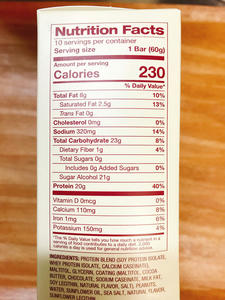 Nutrition Facts
10 servings per container
Serving size 1 Bar (60g)
Amount per serving
Calories 230
% Daily Value*
Total Fat 8g 10%
Saturated Fat 2.5g 13%
Trans Fat 0g
Cholesterol 0mg 0%
Sodium 320mg 14%
Total Carbohydrate 23g 8%
Dietary Fiber 1g 4%
Total Sugars 0g
Includes 0g Added Sugars 0%
Sugar Alcohol 21g
Protein 20g 40%
Vitamin D 0mcg 0%
Calcium 110mg 8%
Iron 1mg 6%
Potassium 150mg 4%
*The % Daily Value tells you how much a nutrient in a
serving of food contributes to a daily diet. 2,000
calories a day is used for general nutrition advice.
INGREDIENTS: PROTEIN BLEND (SOY PROTEIN ISOLATE,
WHEY PROTEIN ISOLATE, CALCIUM CASEINATE),
MALTITOL, GLYCERIN, COATING (MALTITOL, COCOA
BUTTER, CHOCOLATE, SODIUM CASEINATE, MILK FAT,
SOY LECITHIN, NATURAL FLAVOR, SALT), PEANUTS,
WATER, SUNFLOWER OIL, SEA SALT, NATURAL FLAVOR,
SUNFLOWER LECITHIN